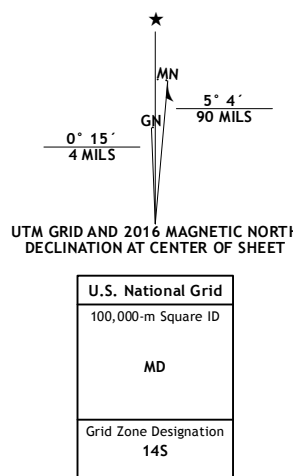 ★
MN
5° 4´
90 MILS
GN
0° 15´
4 MILS
UTM GRID AND 2016 MAGNETIC NORTH
DECLINATION AT CENTER OF SHEET
U.S. National Grid
100,000-m Square ID
MD
Grid Zone Designation
14S